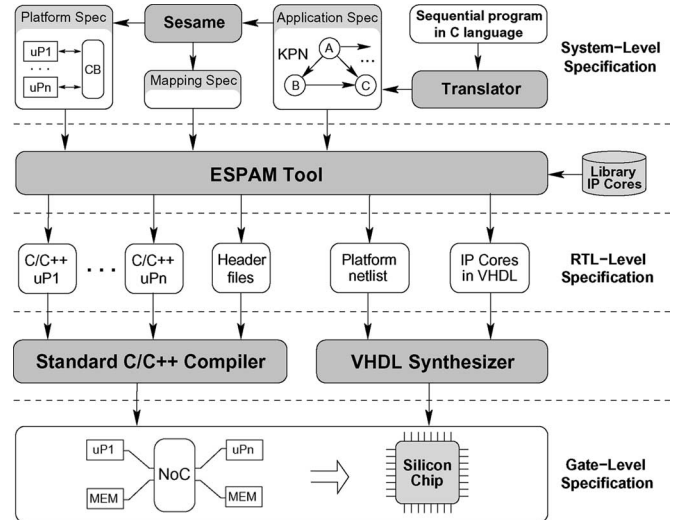 Platform Spec
uP1
. . .
uPn
CB
Sesame
Mapping Spec
Application Spec
KPN
A
...
B
C
Sequential program
in C language
Translator
System-Level
Specification
ESPAM Tool
Library
IP Cores
C/C++
uP1
. . .
C/C++
uPn
Header
files
Platform
netlist
IP Cores
in VHDL
RTL-Level
Specification
Standard C/C++ Compiler
VHDL Synthesizer
uP1
MEM
NoC
uPn
MEM
Silicon
Chip
Gate-Level
Specification